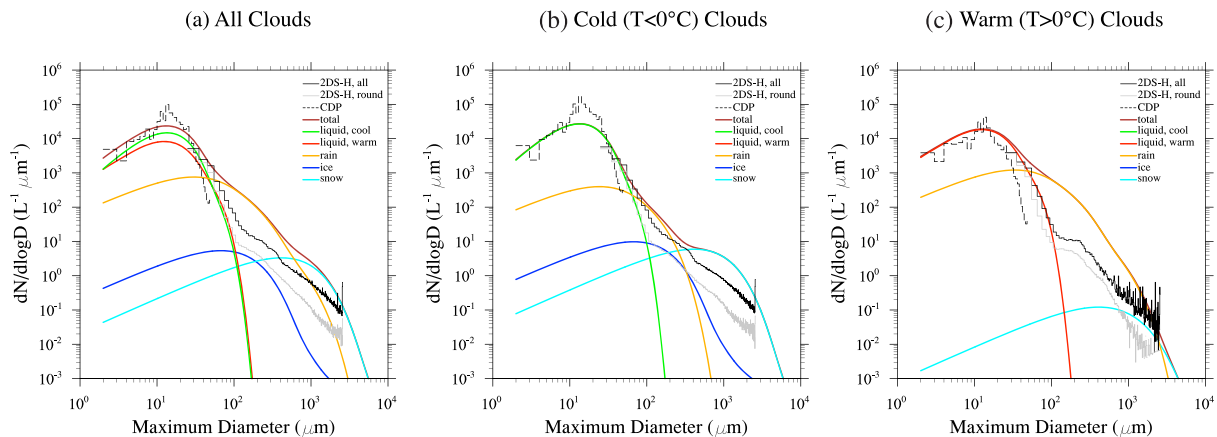 (a) All Clouds
(b) Cold (T<0°C) Clouds
(c) Warm (T>0°C) Clouds
dN/dlogD (L⁻¹ μm⁻¹)
10⁶
10⁵
10⁴
10³
10²
10¹
10⁰
10⁻¹
10⁻²
10⁻³
2DS-H, all
2DS-H, round
CDP
total
liquid, cool
liquid, warm
rain
ice
snow
10⁰ 10¹ 10² 10³ 10⁴
Maximum Diameter (μm)
dN/dlogD (L⁻¹ μm⁻¹)
10⁶
10⁵
10⁴
10³
10²
10¹
10⁰
10⁻¹
10⁻²
10⁻³
2DS-H, all
2DS-H, round
CDP
total
liquid, cool
liquid, warm
rain
ice
snow
10⁰ 10¹ 10² 10³ 10⁴
Maximum Diameter (μm)
dN/dlogD (L⁻¹ μm⁻¹)
10⁶
10⁵
10⁴
10³
10²
10¹
10⁰
10⁻¹
10⁻²
10⁻³
2DS-H, all
2DS-H, round
CDP
total
liquid, cool
liquid, warm
rain
ice
snow
10⁰ 10¹ 10² 10³ 10⁴
Maximum Diameter (μm)